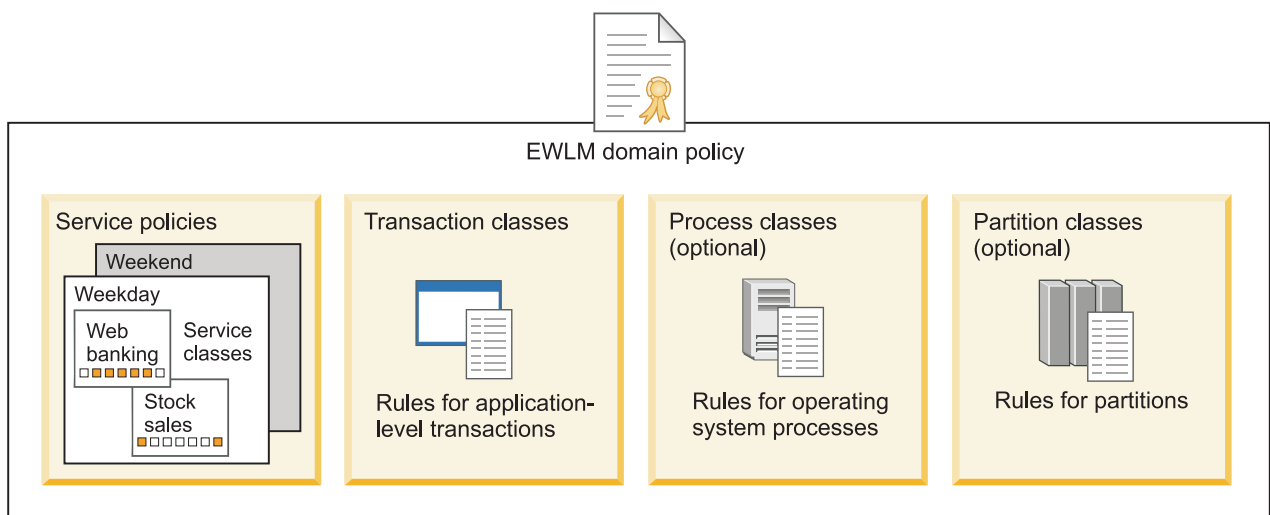 EWLM domain policy
Service policies
Weekend
Weekday
Web
banking
Service
classes
Stock
sales
Transaction classes
Rules for application-
level transactions
Process classes
(optional)
Rules for operating
system processes
Partition classes
(optional)
Rules for partitions